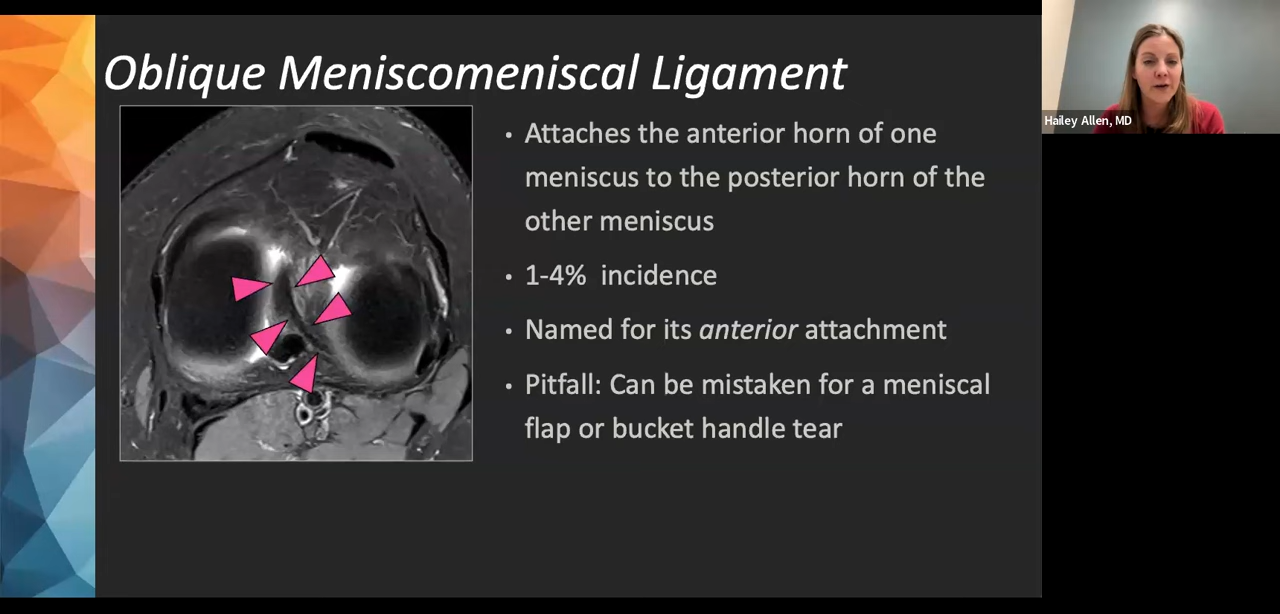 Oblique Meniscomeniscal Ligament
Hailey Allen, MD
• Attaches the anterior horn of one
meniscus to the posterior horn of the
other meniscus
• 1-4% incidence
• Named for its anterior attachment
• Pitfall: Can be mistaken for a meniscal
flap or bucket handle tear